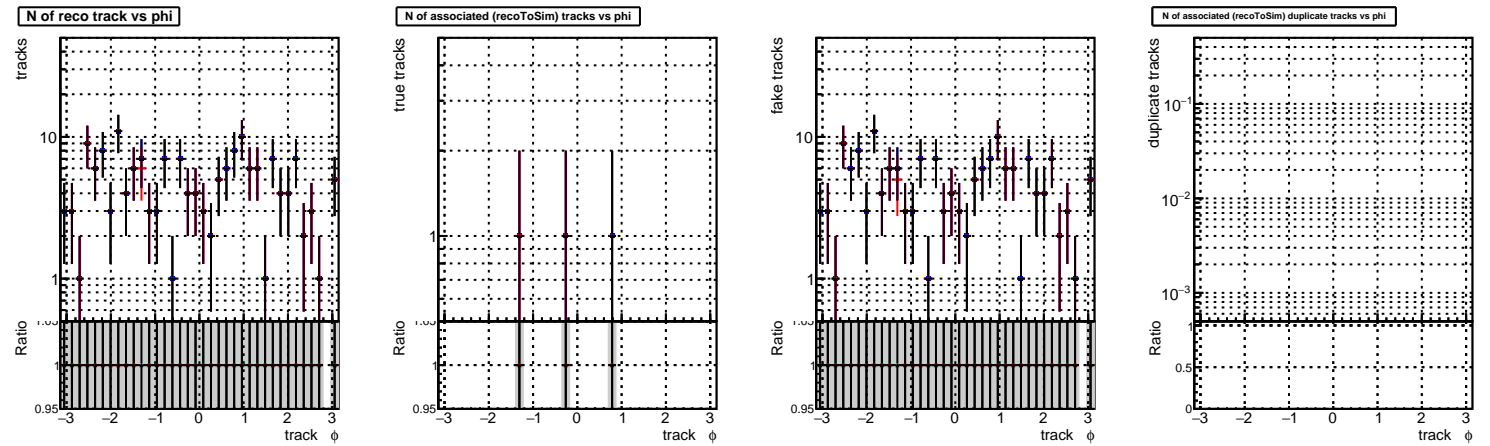 N of reco track vs phi
tracks
10
1
Ratio
1.05
1
0.95
−3 −2 −1 0 1 2 3
track ϕ
N of associated (recoToSim) tracks vs phi
true tracks
1
Ratio
1
0.95
−3 −2 −1 0 1 2 3
track ϕ
fake tracks
10
1
Ratio
1.05
1
0.95
−3 −2 −1 0 1 2 3
track ϕ
N of associated (recoToSim) duplicate tracks vs phi
duplicate tracks
10⁻¹
10⁻²
10⁻³
Ratio
1
0.5
0
−3 −2 −1 0 1 2 3
track ϕ